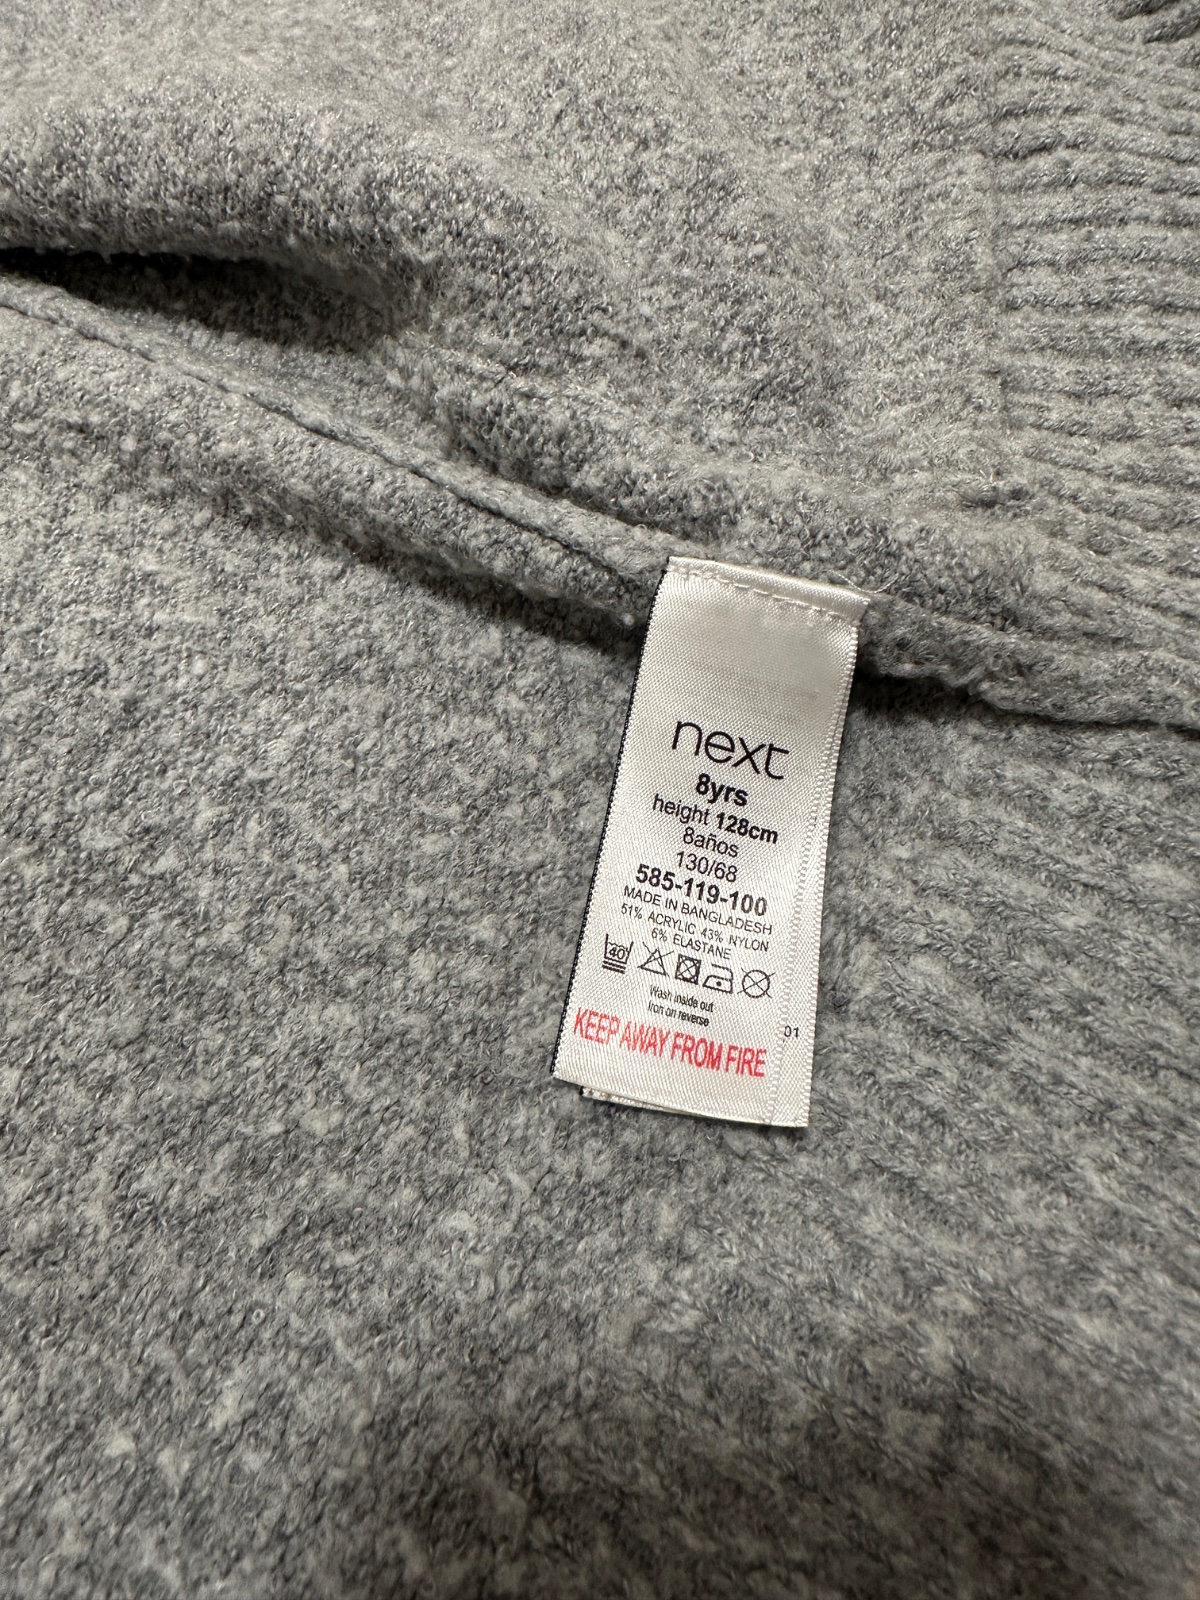 next
8yrs
height 128cm
8años
130/68
585-119-100
MADE IN BANGLADESH
51% ACRYLIC 43% NYLON
6% ELASTANE
40
Wash inside out
Iron on reverse
01
KEEP AWAY FROM FIRE